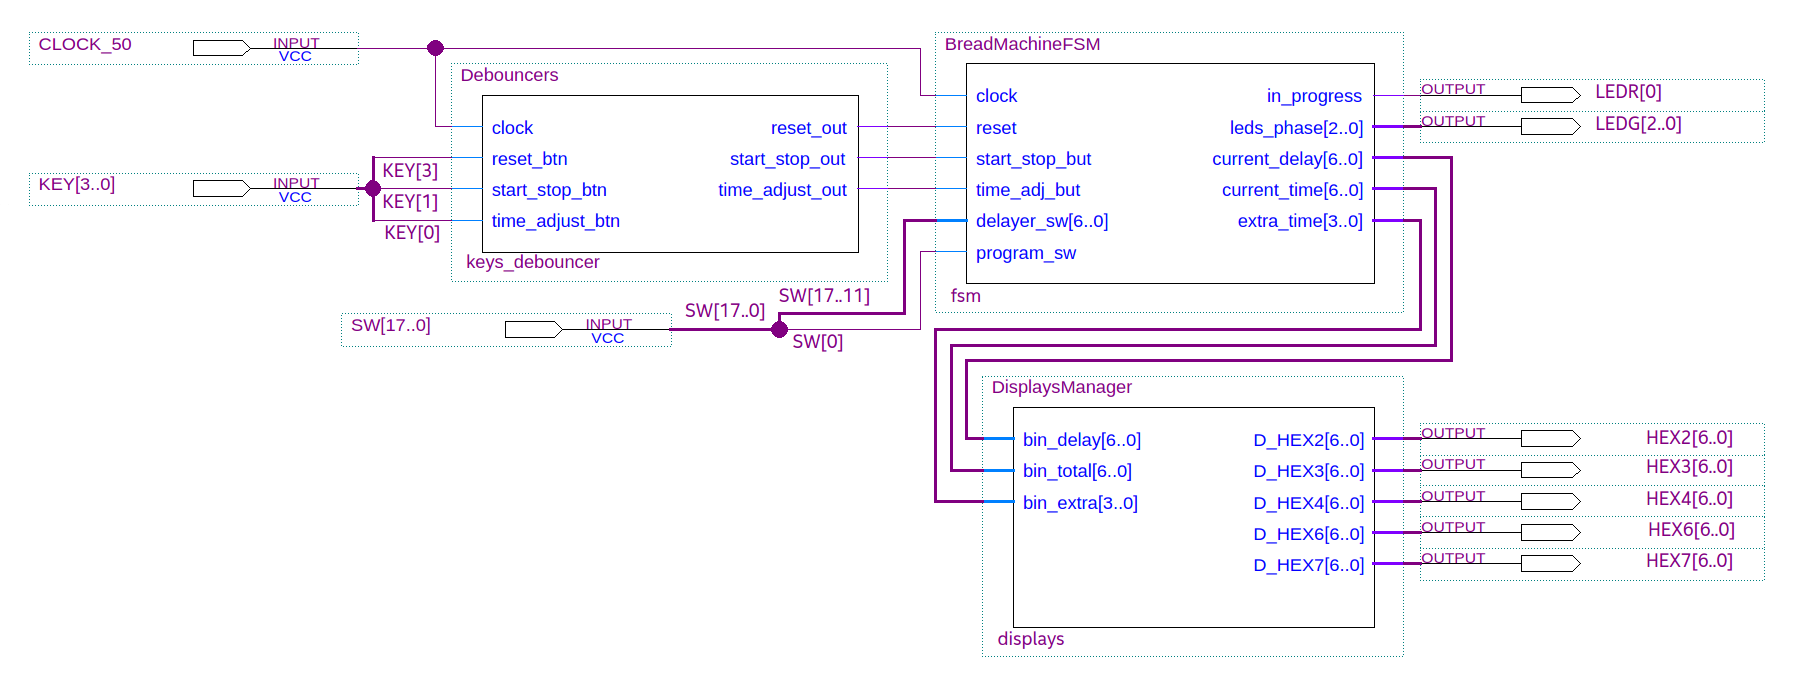 CLOCK_50
INPUT
VCC
KEY[3..0]
INPUT
VCC
KEY[3]
KEY[1]
KEY[0]
Debouncers
clock
reset_btn
start_stop_btn
time_adjust_btn
reset_out
start_stop_out
time_adjust_out
keys_debouncer
SW[17..0]
INPUT
VCC
SW[17..0]
SW[17..11]
SW[0]
BreadMachineFSM
clock
reset
start_stop_but
time_adj_but
delayer_sw[6..0]
program_sw
in_progress
leds_phase[2..0]
current_delay[6..0]
current_time[6..0]
extra_time[3..0]
fsm
OUTPUT
LEDR[0]
OUTPUT
LEDG[2..0]
DisplaysManager
bin_delay[6..0]
bin_total[6..0]
bin_extra[3..0]
D_HEX2[6..0]
D_HEX3[6..0]
D_HEX4[6..0]
D_HEX6[6..0]
D_HEX7[6..0]
displays
OUTPUT
HEX2[6..0]
OUTPUT
HEX3[6..0]
OUTPUT
HEX4[6..0]
OUTPUT
HEX6[6..0]
OUTPUT
HEX7[6..0]